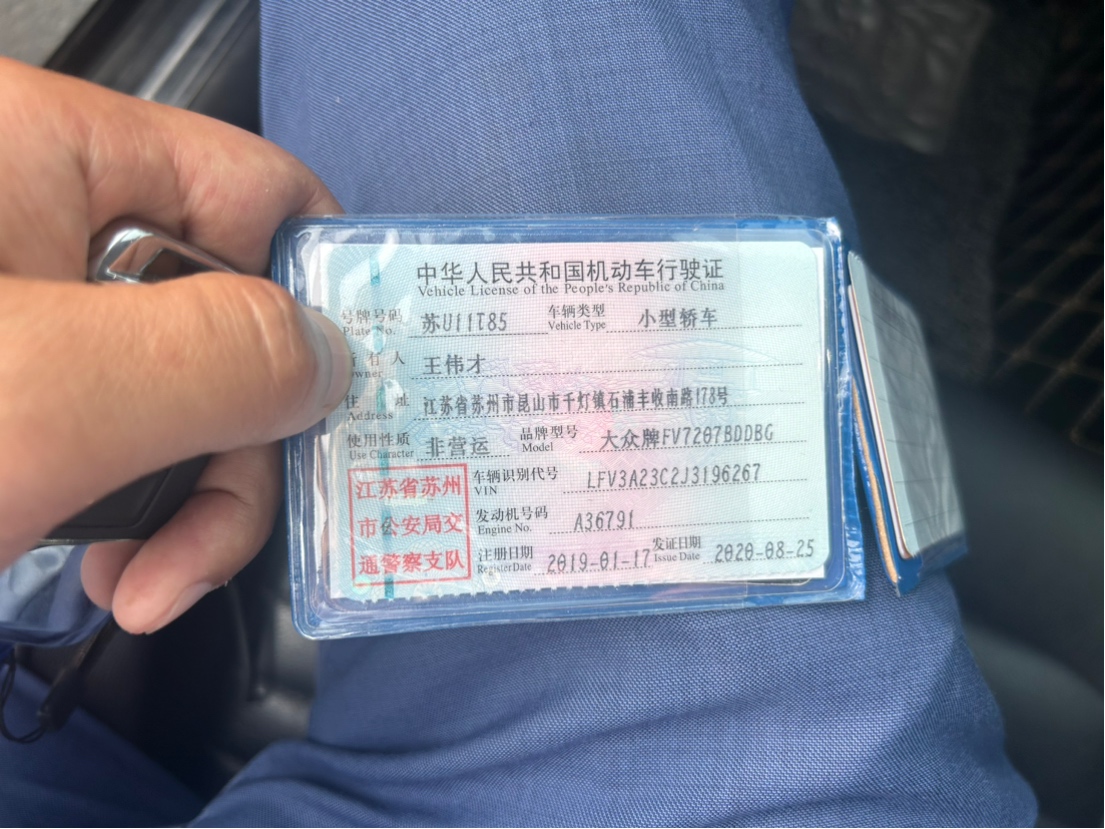 中华人民共和国机动车行驶证
Vehicle License of the People's Republic of China
号牌号码 苏U11T85 车辆类型 小型轿车
Plate No. Vehicle Type
所有人 王伟才
Owner
住址 江苏省苏州市昆山市千灯镇石浦丰收南路178号
Address
使用性质 非营运 品牌型号 大众牌FV7207BDDBG
Use Character Model
江苏省苏州 车辆识别代号 LFV3A23C2J3196267
VIN
市公安局交 发动机号码 A36791
Engine No.
通警察支队 注册日期 2019-01-17 发证日期 2020-08-25
Register Date Issue Date